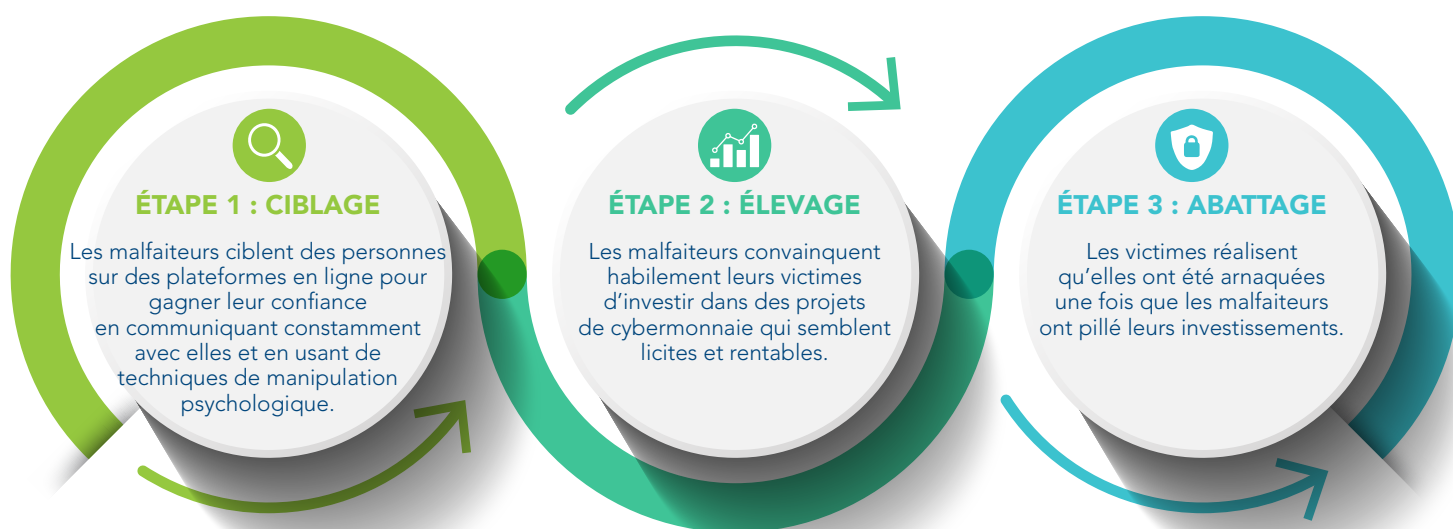 ÉTAPE 1 : CIBLAGE
Les malfaiteurs ciblent des personnes
sur des plateformes en ligne pour
gagner leur confiance
en communiquant constamment
avec elles et en usant de
techniques de manipulation
psychologique.
ÉTAPE 2 : ÉLEVAGE
Les malfaiteurs convainquent
habilement leurs victimes
d’investir dans des projets
de cybermonnaie qui semblent
licites et rentables.
ÉTAPE 3 : ABATTAGE
Les victimes réalisent
qu’elles ont été arnaquées
une fois que les malfaiteurs
ont pillé leurs investissements.